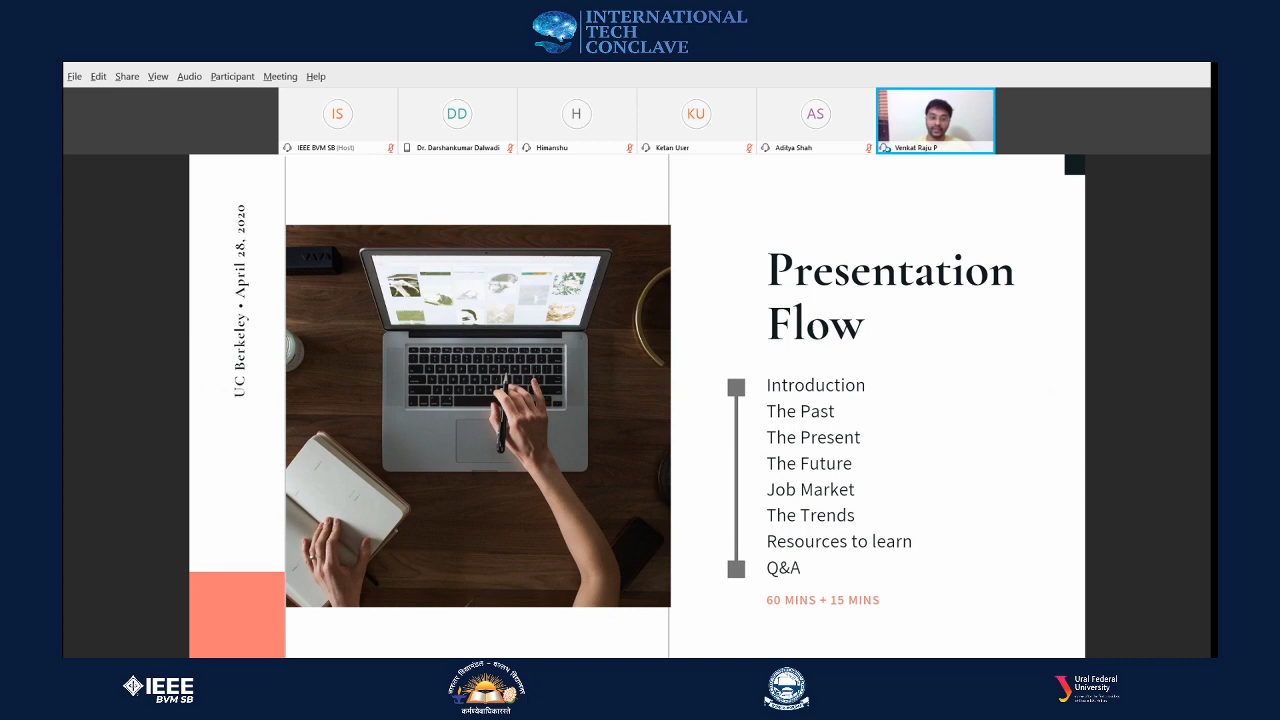 INTERNATIONAL
TECH
CONCLAVE
File Edit Share View Audio Participant Meeting Help
IS
DD
H
KU
AS
IEEE BVM SB (Host)
Dr. Darshankumar Dalwadi
Himanshu
Ketan User
Aditya Shah
Venkat Raju P
UC Berkeley • April 28, 2020
Presentation
Flow
Introduction
The Past
The Present
The Future
Job Market
The Trends
Resources to learn
Q&A
60 MINS + 15 MINS
IEEE
BVM SB
कर्मण्येवाधिकारस्ते
Ural Federal
University